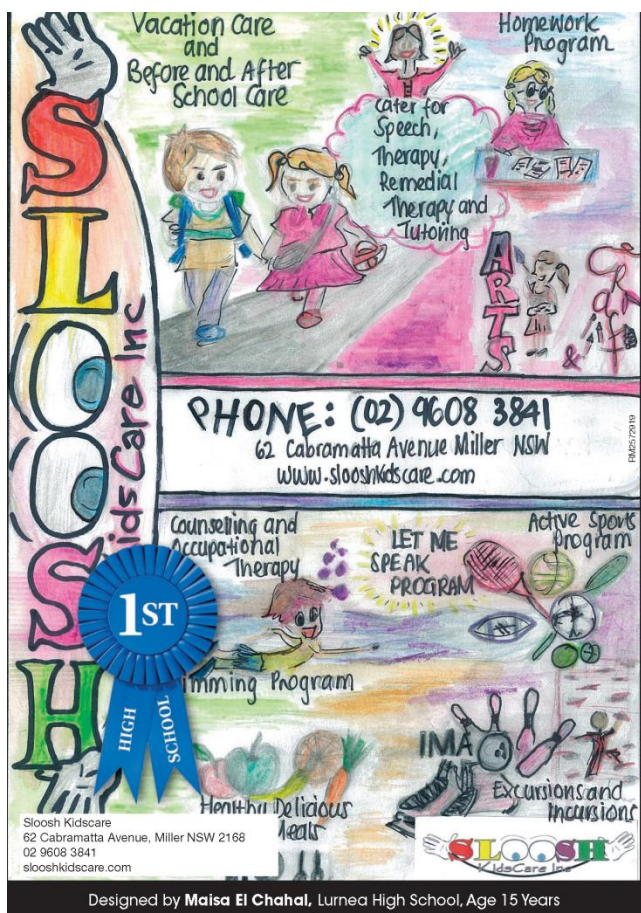 SLOOSH
KidsCare Inc
Vacation Care
and
Before and After
School Care
Cater for
Speech,
Therapy,
Remedial
Therapy and
Tutoring
Homework
Program
ARTS
&
Craft
PHONE: (02) 9608 3841
62 Cabramatta Avenue Miller NSW
www.slooshkidscare.com
RM2572919
Counselling and
Occupational
Therapy
LET ME
SPEAK
PROGRAM
Active Sports
Program
imming Program
1ST
HIGH
SCHOOL
IMA
Excursions and
Incursions
Healthy Delicious
Meals
Sloosh Kidscare
62 Cabramatta Avenue, Miller NSW 2168
02 9608 3841
slooshkidscare.com
SLOOSH
KidsCare Inc
Designed by Maisa El Chahal, Lurnea High School, Age 15 Years